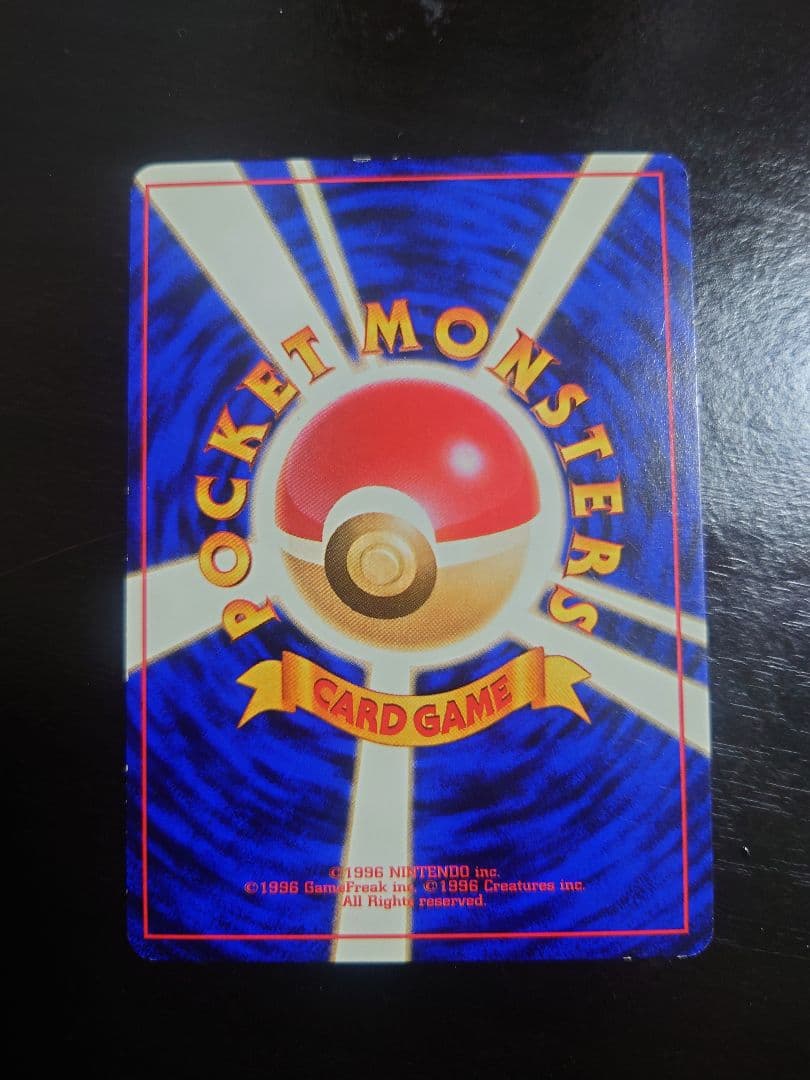 POCKET MONSTERS
CARD GAME
©1996 NINTENDO inc.
©1996 GameFreak inc. ©1996 Creatures inc.
All Rights reserved.